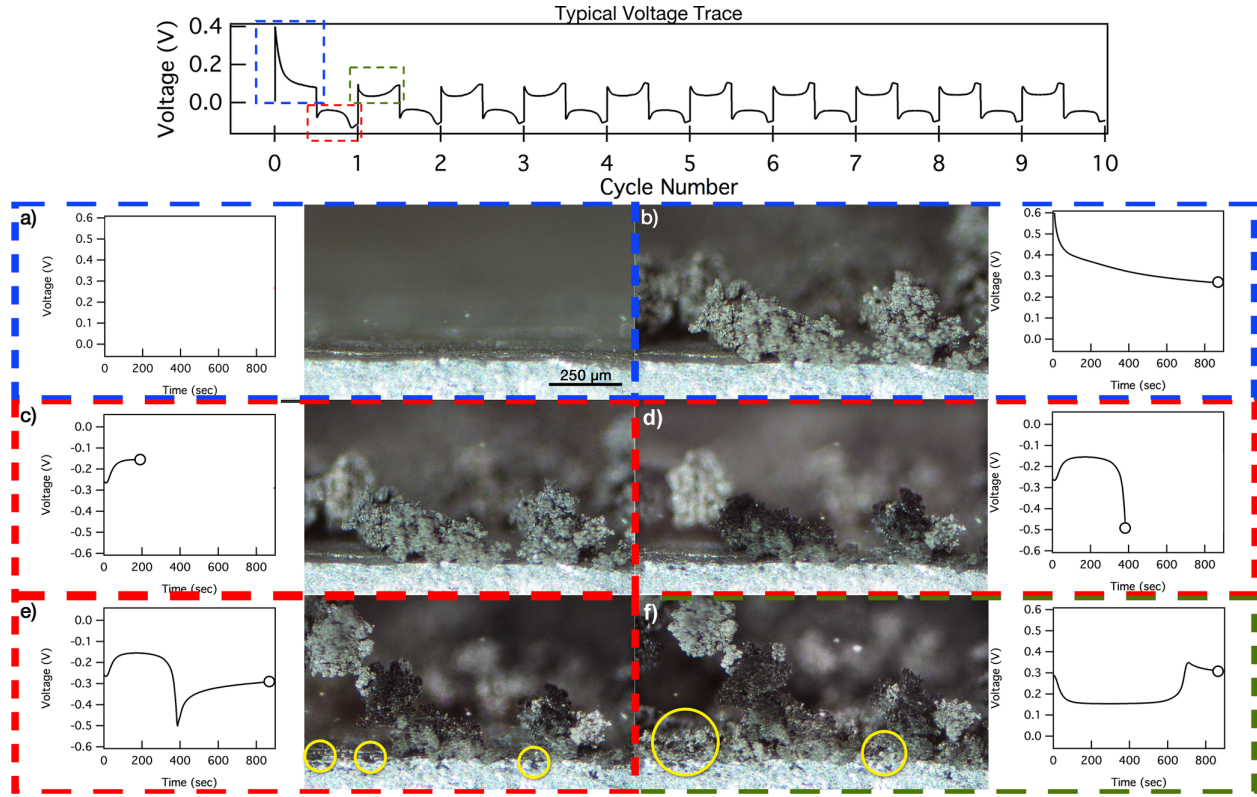 Typical Voltage Trace
Voltage (V)
0.4
0.2
0.0
0 1 2 3 4 5 6 7 8 9 10
Cycle Number
a)
Voltage (V)
0.6
0.5
0.4
0.3
0.2
0.1
0.0
0 200 400 600 800
Time (sec)
250 µm
b)
Voltage (V)
0.6
0.5
0.4
0.3
0.2
0.1
0.0
0 200 400 600 800
Time (sec)
c)
Voltage (V)
0.0
-0.1
-0.2
-0.3
-0.4
-0.5
-0.6
0 200 400 600 800
Time (sec)
d)
Voltage (V)
0.0
-0.1
-0.2
-0.3
-0.4
-0.5
-0.6
0 200 400 600 800
Time (sec)
e)
Voltage (V)
0.0
-0.1
-0.2
-0.3
-0.4
-0.5
-0.6
0 200 400 600 800
Time (sec)
f)
Voltage (V)
0.6
0.5
0.4
0.3
0.2
0.1
0.0
0 200 400 600 800
Time (sec)